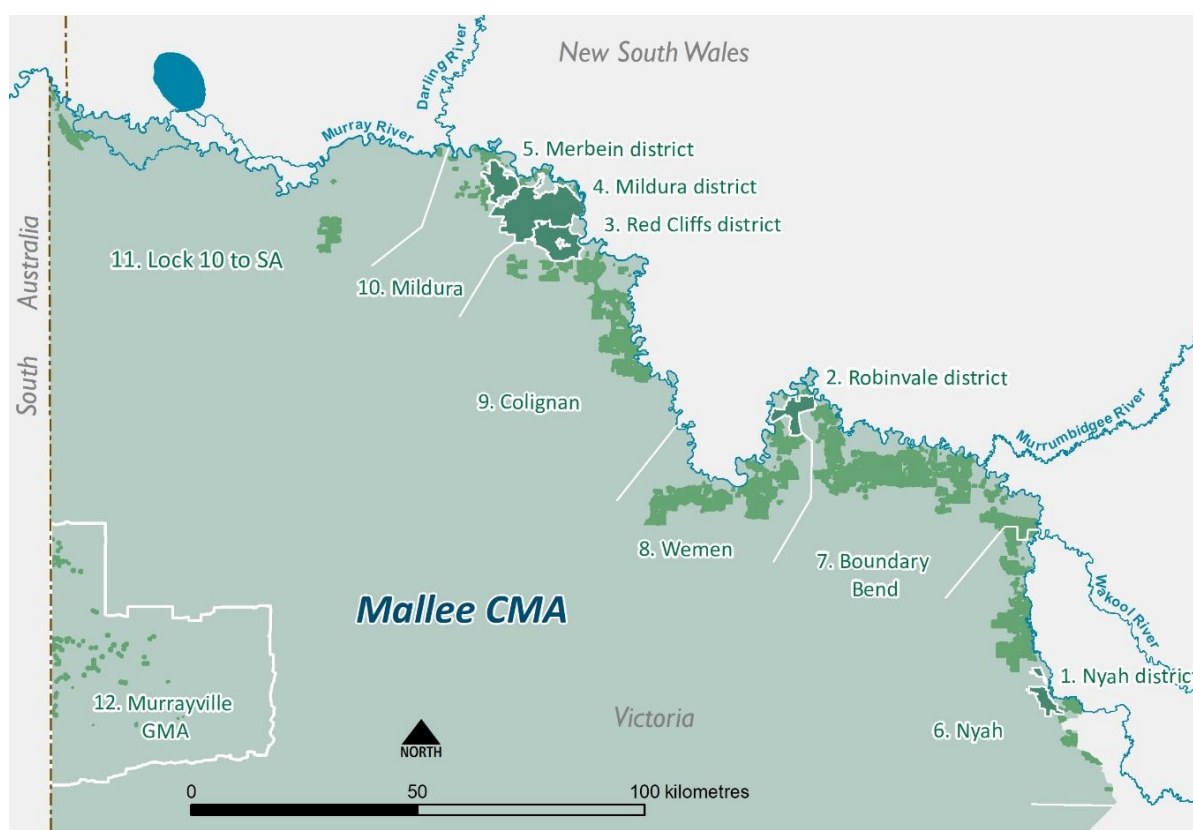 New South Wales
Darling River
Murray River
5. Merbein district
4. Mildura district
3. Red Cliffs district
South Australia
11. Lock 10 to SA
10. Mildura
2. Robinvale district
9. Colignan
Murrumbidgee River
8. Wemen
7. Boundary
Bend
Wakool River
Mallee CMA
1. Nyah district
12. Murrayville
GMA
Victoria
6. Nyah
NORTH
0
50
100 kilometres